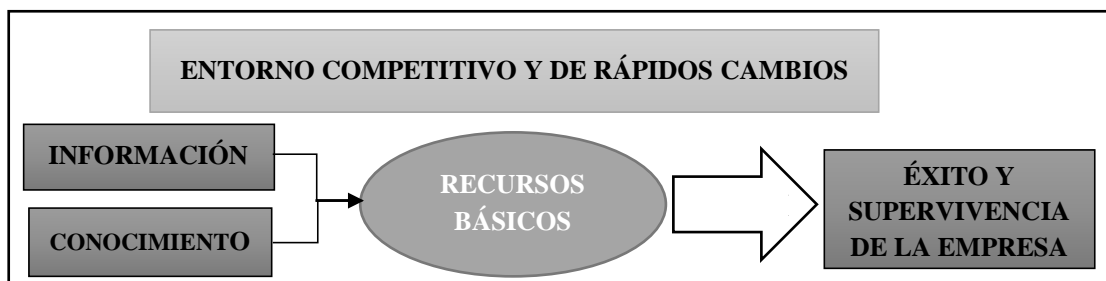 ENTORNO COMPETITIVO Y DE RÁPIDOS CAMBIOS
INFORMACIÓN
CONOCIMIENTO
RECURSOS
BÁSICOS
ÉXITO Y
SUPERVIVENCIA
DE LA EMPRESA